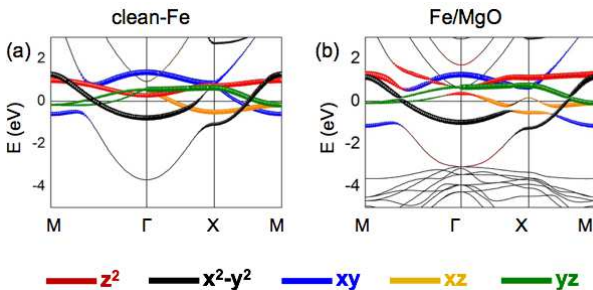 clean-Fe Fe/MgO
(a) (b)
2 2
0 0
-2 -2
-4 -4
E (eV) E (eV)
M Γ X M M Γ X M
z² x²-y² xy xz yz